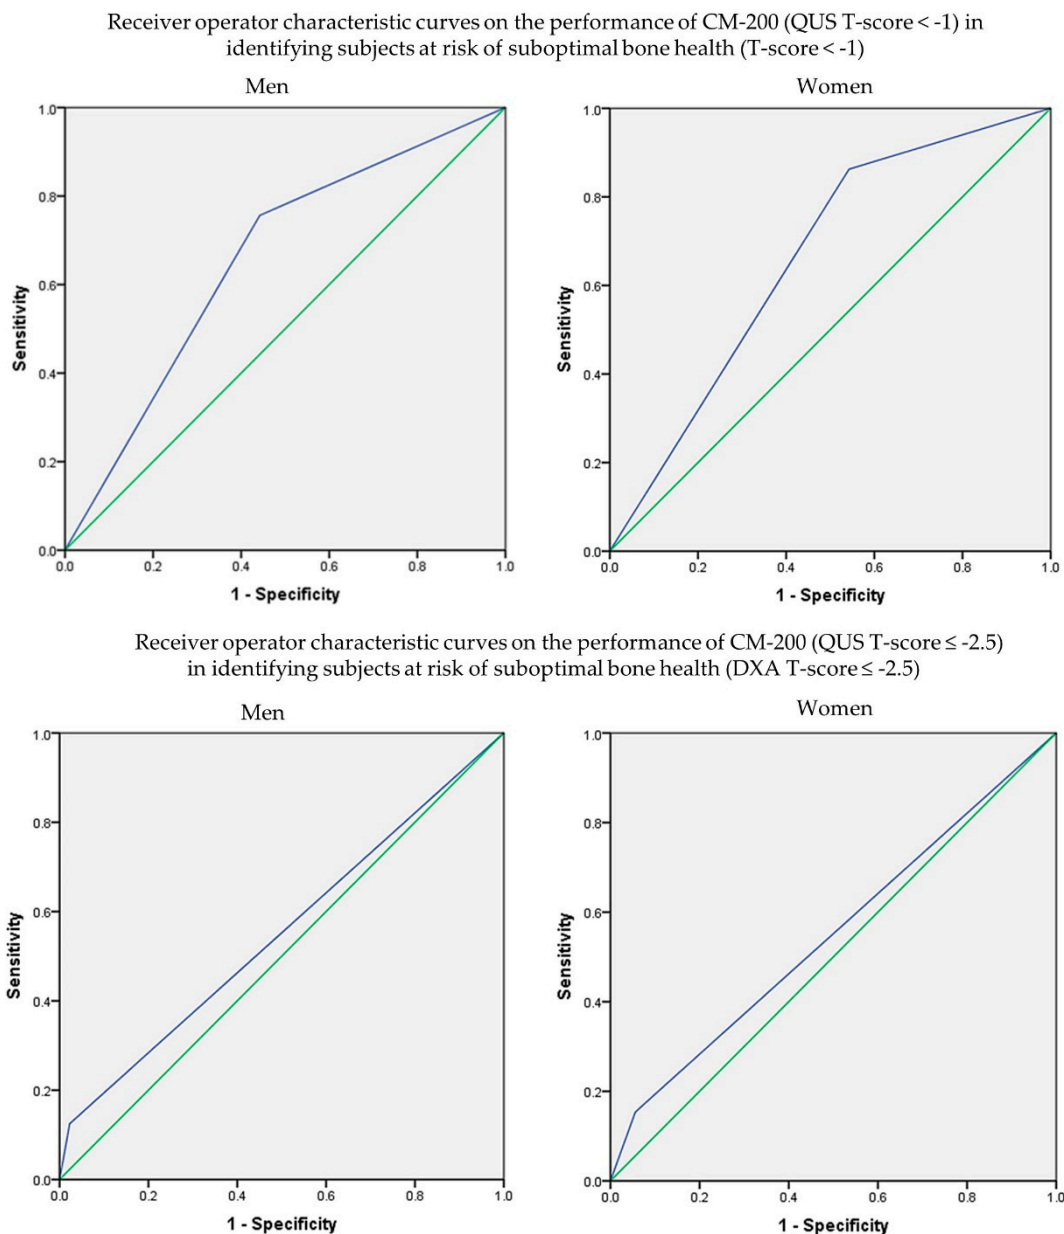 Receiver operator characteristic curves on the performance of CM-200 (QUS T-score < -1) in
identifying subjects at risk of suboptimal bone health (T-score < -1)
Men
1.0
0.8
0.6
0.4
0.2
0.0
Sensitivity
0.0 0.2 0.4 0.6 0.8 1.0
1 - Specificity
Women
1.0
0.8
0.6
0.4
0.2
0.0
Sensitivity
0.0 0.2 0.4 0.6 0.8 1.0
1 - Specificity
Receiver operator characteristic curves on the performance of CM-200 (QUS T-score ≤ -2.5)
in identifying subjects at risk of suboptimal bone health (DXA T-score ≤ -2.5)
Men
1.0
0.8
0.6
0.4
0.2
0.0
Sensitivity
0.0 0.2 0.4 0.6 0.8 1.0
1 - Specificity
Women
1.0
0.8
0.6
0.4
0.2
0.0
Sensitivity
0.0 0.2 0.4 0.6 0.8 1.0
1 - Specificity